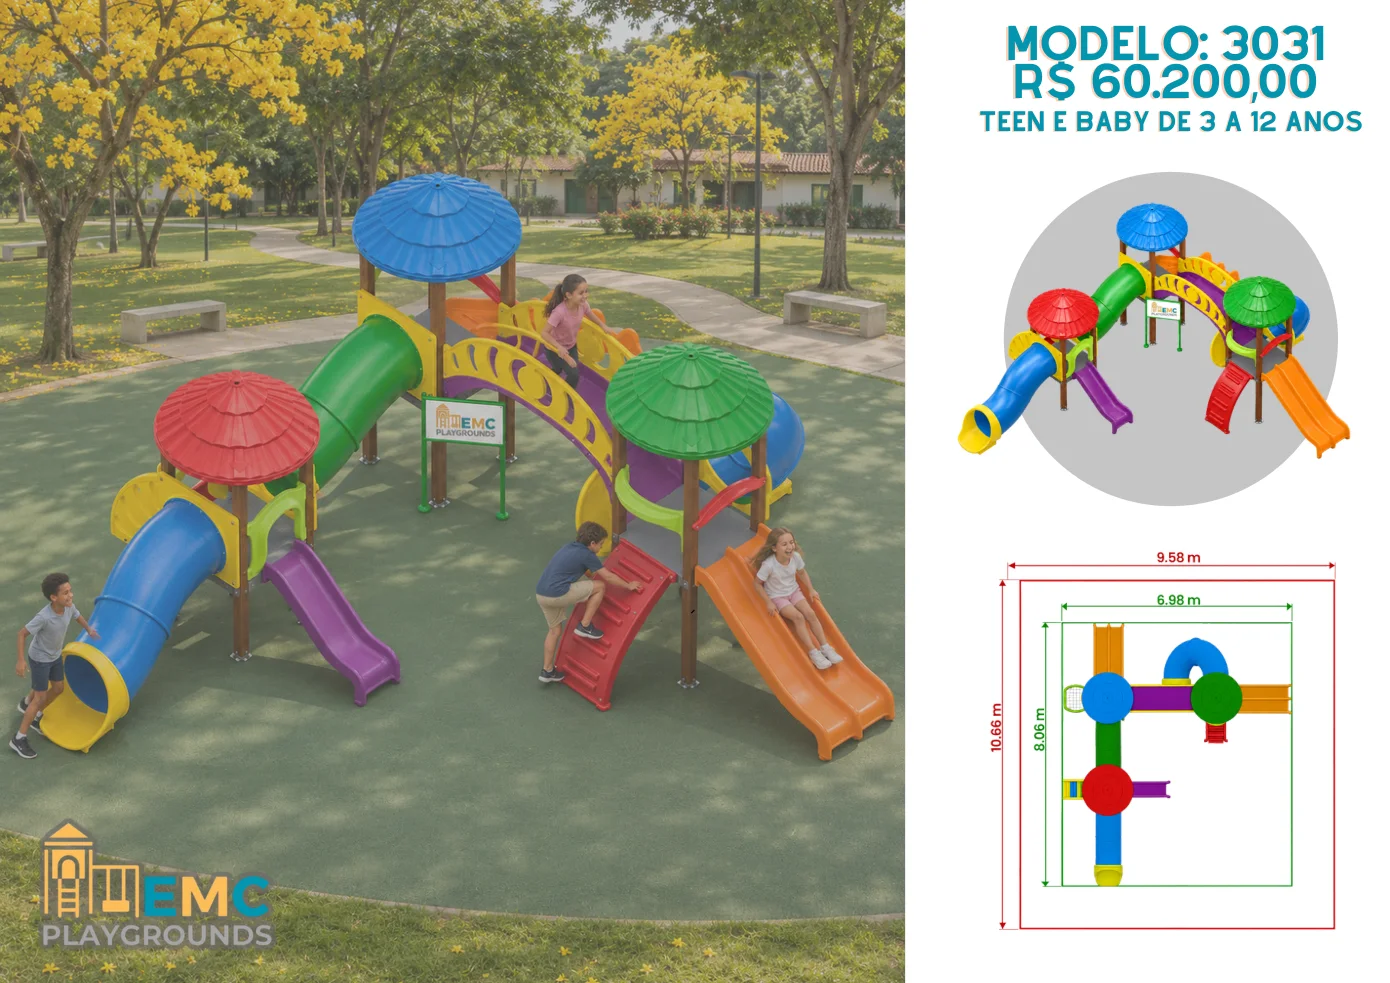 MODELO: 3031
R$ 60.200,00
TEEN E BABY DE 3 A 12 ANOS
EMC
PLAYGROUNDS
EMC
PLAYGROUNDS
9.58 m
6.98 m
10.66 m
8.06 m
EMC
PLAYGROUNDS